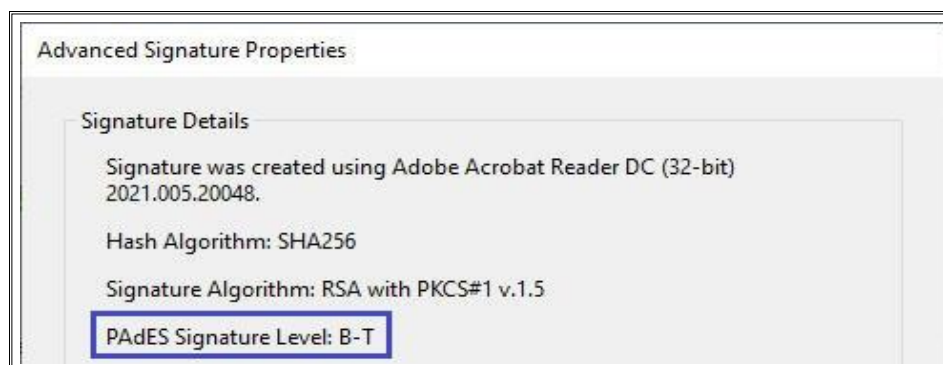 Advanced Signature Properties
Signature Details
Signature was created using Adobe Acrobat Reader DC (32-bit)
2021.005.20048.
Hash Algorithm: SHA256
Signature Algorithm: RSA with PKCS#1 v.1.5
PAdES Signature Level: B-T